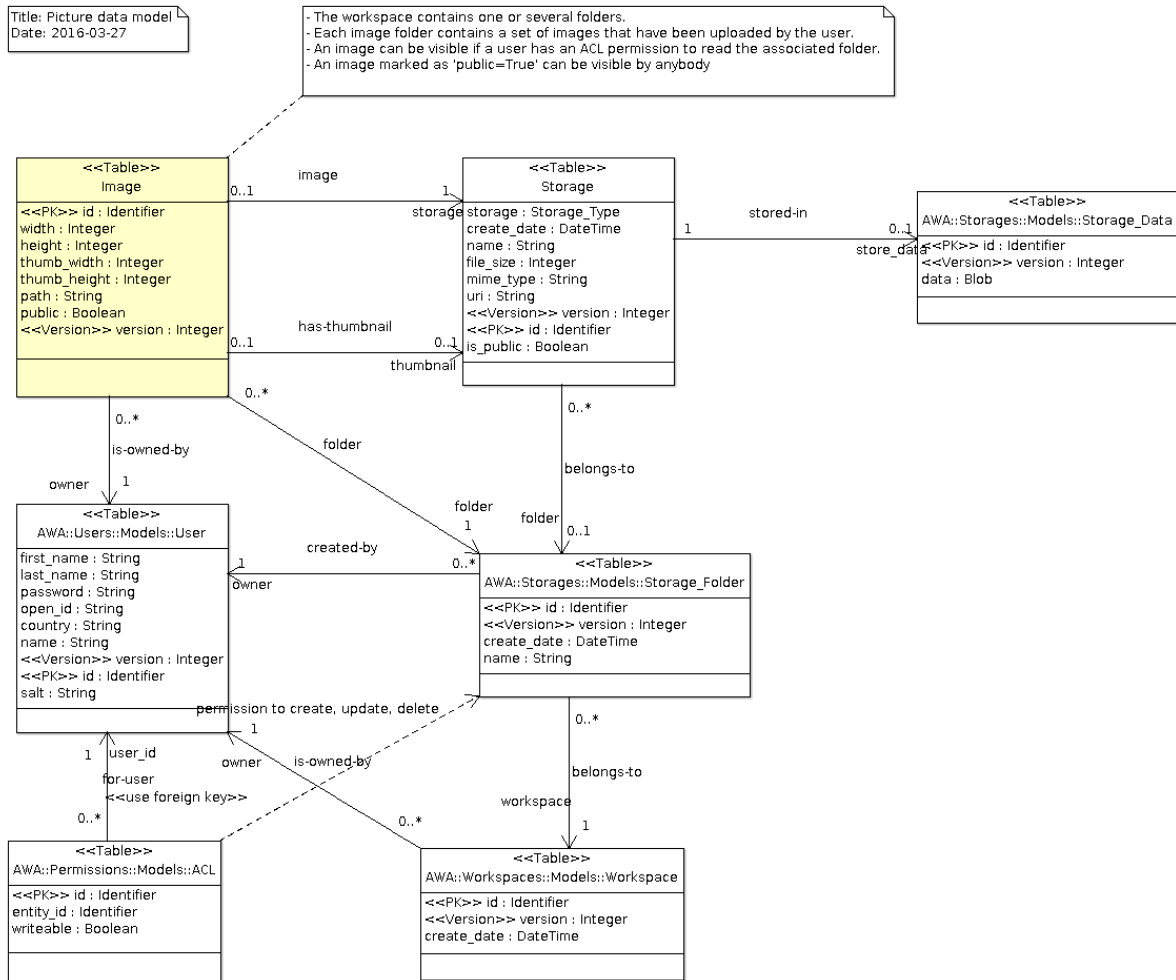 Title: Picture data model
Date: 2016-03-27
- The workspace contains one or several folders.
- Each image folder contains a set of images that have been uploaded by the user.
- An image can be visible if a user has an ACL permission to read the associated folder.
- An image marked as 'public=True' can be visible by anybody
<<Table>>
Image
<<PK>> id : Identifier
width : Integer
height : Integer
thumb_width : Integer
thumb_height : Integer
path : String
public : Boolean
<<Version>> version : Integer
image
0..1
1
storage
has-thumbnail
0..1
0..1
thumbnail
<<Table>>
Storage
storage : Storage_Type
create_date : DateTime
name : String
file_size : Integer
mime_type : String
uri : String
<<Version>> version : Integer
<<PK>> id : Identifier
is_public : Boolean
stored-in
1
0..1
store_data
<<Table>>
AWA::Storages::Models::Storage_Data
<<PK>> id : Identifier
<<Version>> version : Integer
data : Blob
0..*
is-owned-by
owner
1
0..*
folder
folder
1
0..*
belongs-to
folder
0..1
<<Table>>
AWA::Users::Models::User
first_name : String
last_name : String
password : String
open_id : String
country : String
name : String
<<Version>> version : Integer
<<PK>> id : Identifier
salt : String
created-by
1
0..*
owner
<<Table>>
AWA::Storages::Models::Storage_Folder
<<PK>> id : Identifier
<<Version>> version : Integer
create_date : DateTime
name : String
permission to create, update, delete
1
user_id
for-user
<<use foreign key>>
0..*
1
owner
is-owned-by
0..*
0..*
belongs-to
workspace
1
<<Table>>
AWA::Permissions::Models::ACL
<<PK>> id : Identifier
entity_id : Identifier
writeable : Boolean
<<Table>>
AWA::Workspaces::Models::Workspace
<<PK>> id : Identifier
<<Version>> version : Integer
create_date : DateTime